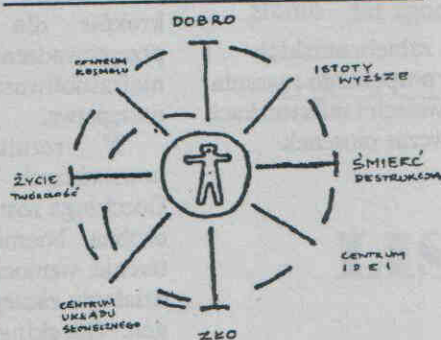 DOBRO
CENTRUM
KOSMOSU
ISTOTY
WYŻSZE
ŻYCIE
TWÓRCZOŚĆ
ŚMIERĆ
DESTRUKCJA
CENTRUM
IDEI
CENTRUM
UKŁADU
SŁONECZNEGO
ZŁO